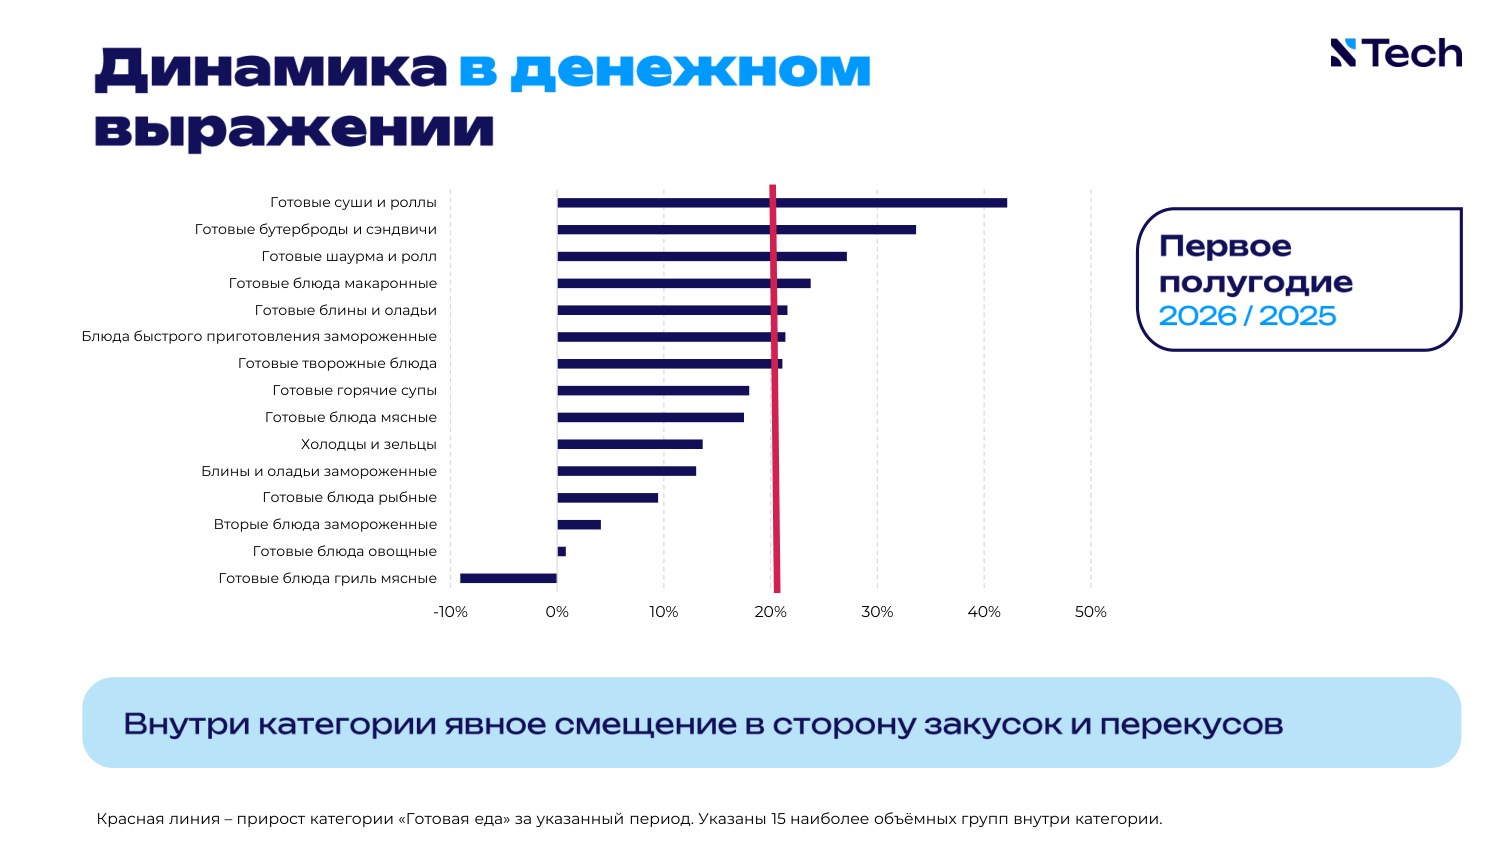 Динамика в денежном
выражении
Tech
Готовые суши и роллы
Готовые бутерброды и сэндвичи
Готовые шаурма и ролл
Готовые блюда макаронные
Готовые блины и оладьи
Блюда быстрого приготовления замороженные
Готовые творожные блюда
Готовые горячие супы
Готовые блюда мясные
Холодцы и зельцы
Блины и оладьи замороженные
Готовые блюда рыбные
Вторые блюда замороженные
Готовые блюда овощные
Готовые блюда гриль мясные
-10% 0% 10% 20% 30% 40% 50%
Первое
полугодие
2026 / 2025
Внутри категории явное смещение в сторону закусок и перекусов
Красная линия – прирост категории «Готовая еда» за указанный период. Указаны 15 наиболее объёмных групп внутри категории.